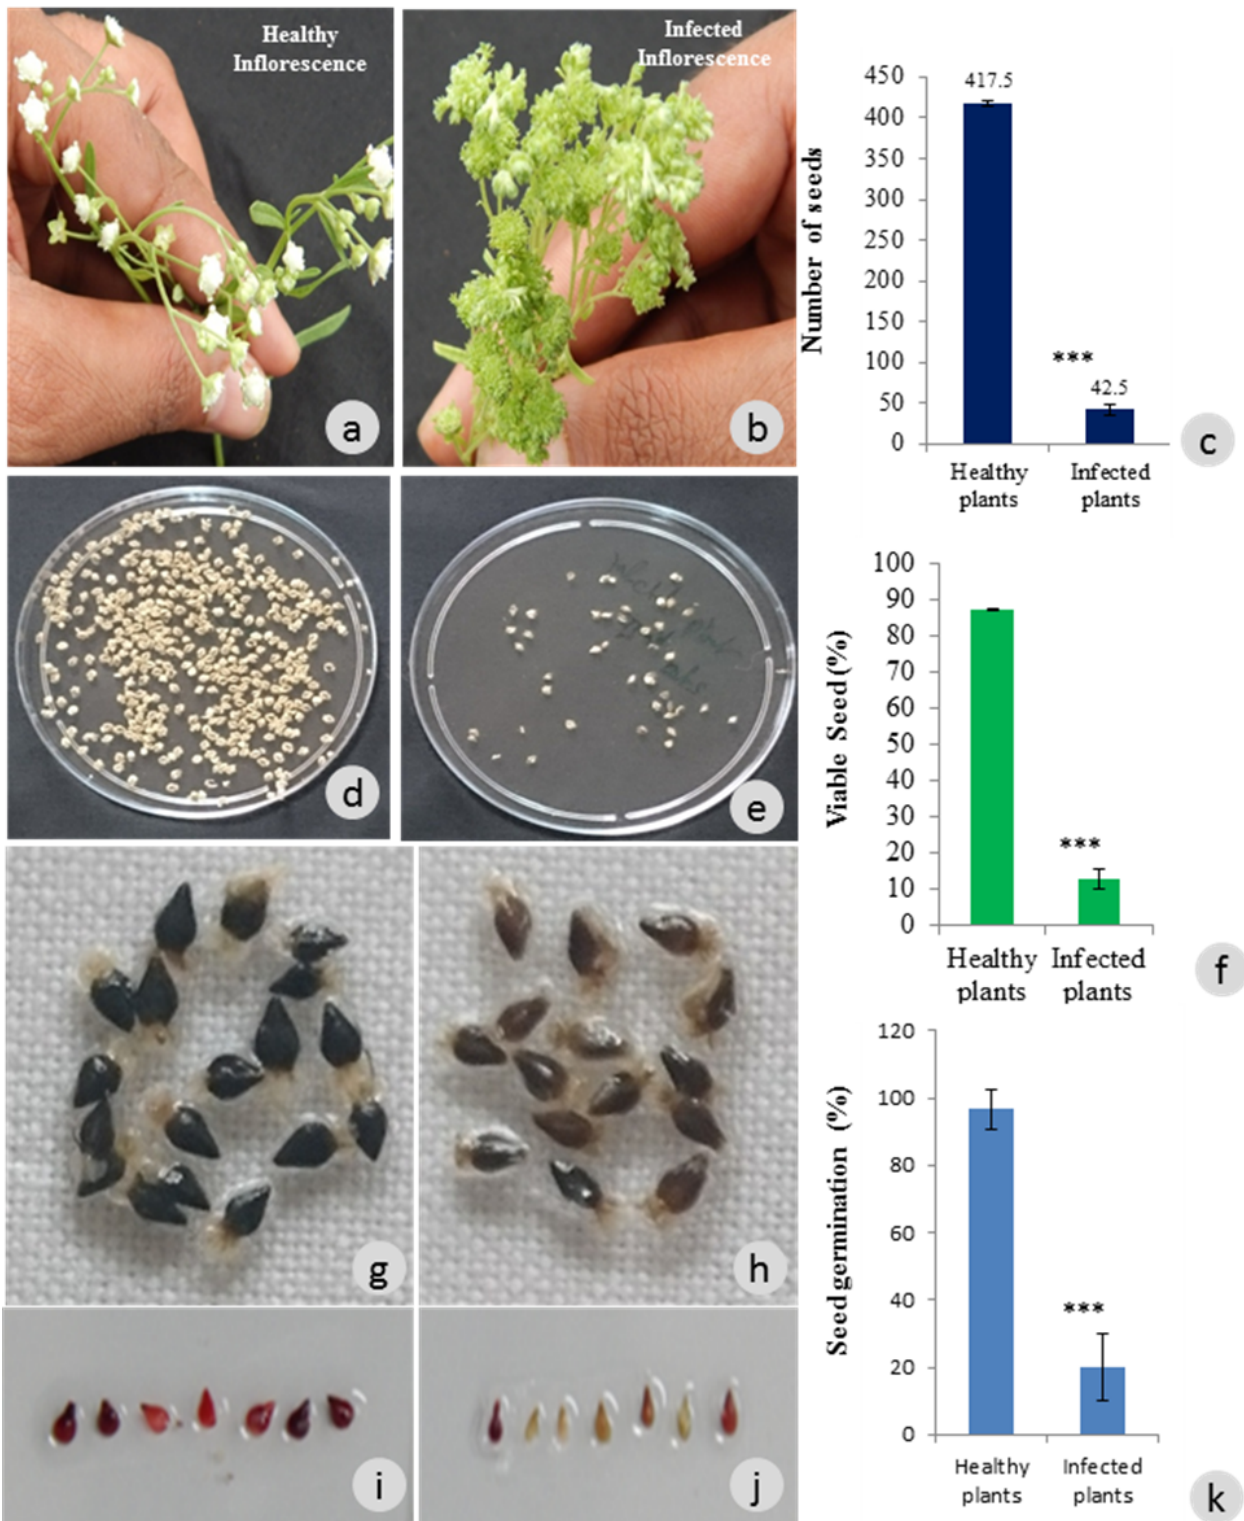 Healthy
Inflorescence
a
Infected
Inflorescence
b
Number of seeds
450
400
350
300
250
200
150
100
50
0
417.5
***
42.5
Healthy
plants
Infected
plants
c
d
e
Viable Seed (%)
100
90
80
70
60
50
40
30
20
10
0
***
Healthy
plants
Infected
plants
f
g
h
Seed germination (%)
120
100
80
60
40
20
0
***
Healthy
plants
Infected
plants
k
i
j